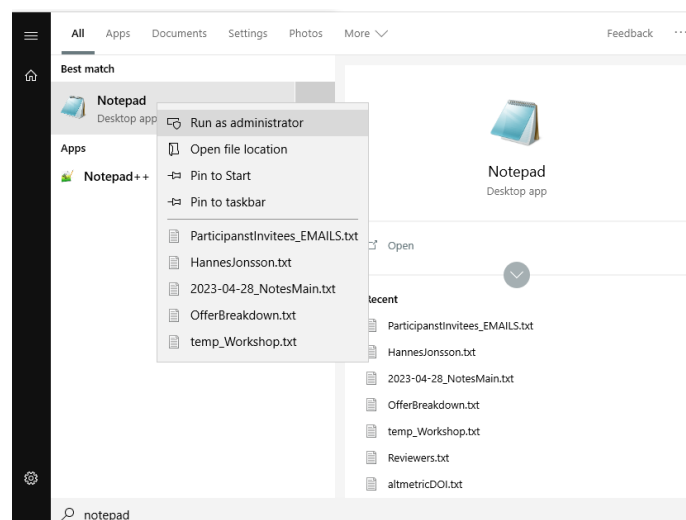 All Apps Documents Settings Photos More Feedback ...
Best match
Notepad
Desktop app
Apps
Notepad++
Run as administrator
Open file location
Pin to Start
Pin to taskbar
ParticipanstInvitees_EMAILS.txt
HannesJonsson.txt
2023-04-28_NotesMain.txt
OfferBreakdown.txt
temp_Workshop.txt
Notepad
Desktop app
Open
Recent
ParticipanstInvitees_EMAILS.txt
HannesJonsson.txt
2023-04-28_NotesMain.txt
OfferBreakdown.txt
temp_Workshop.txt
Reviewers.txt
altmetricDOI.txt
notepad